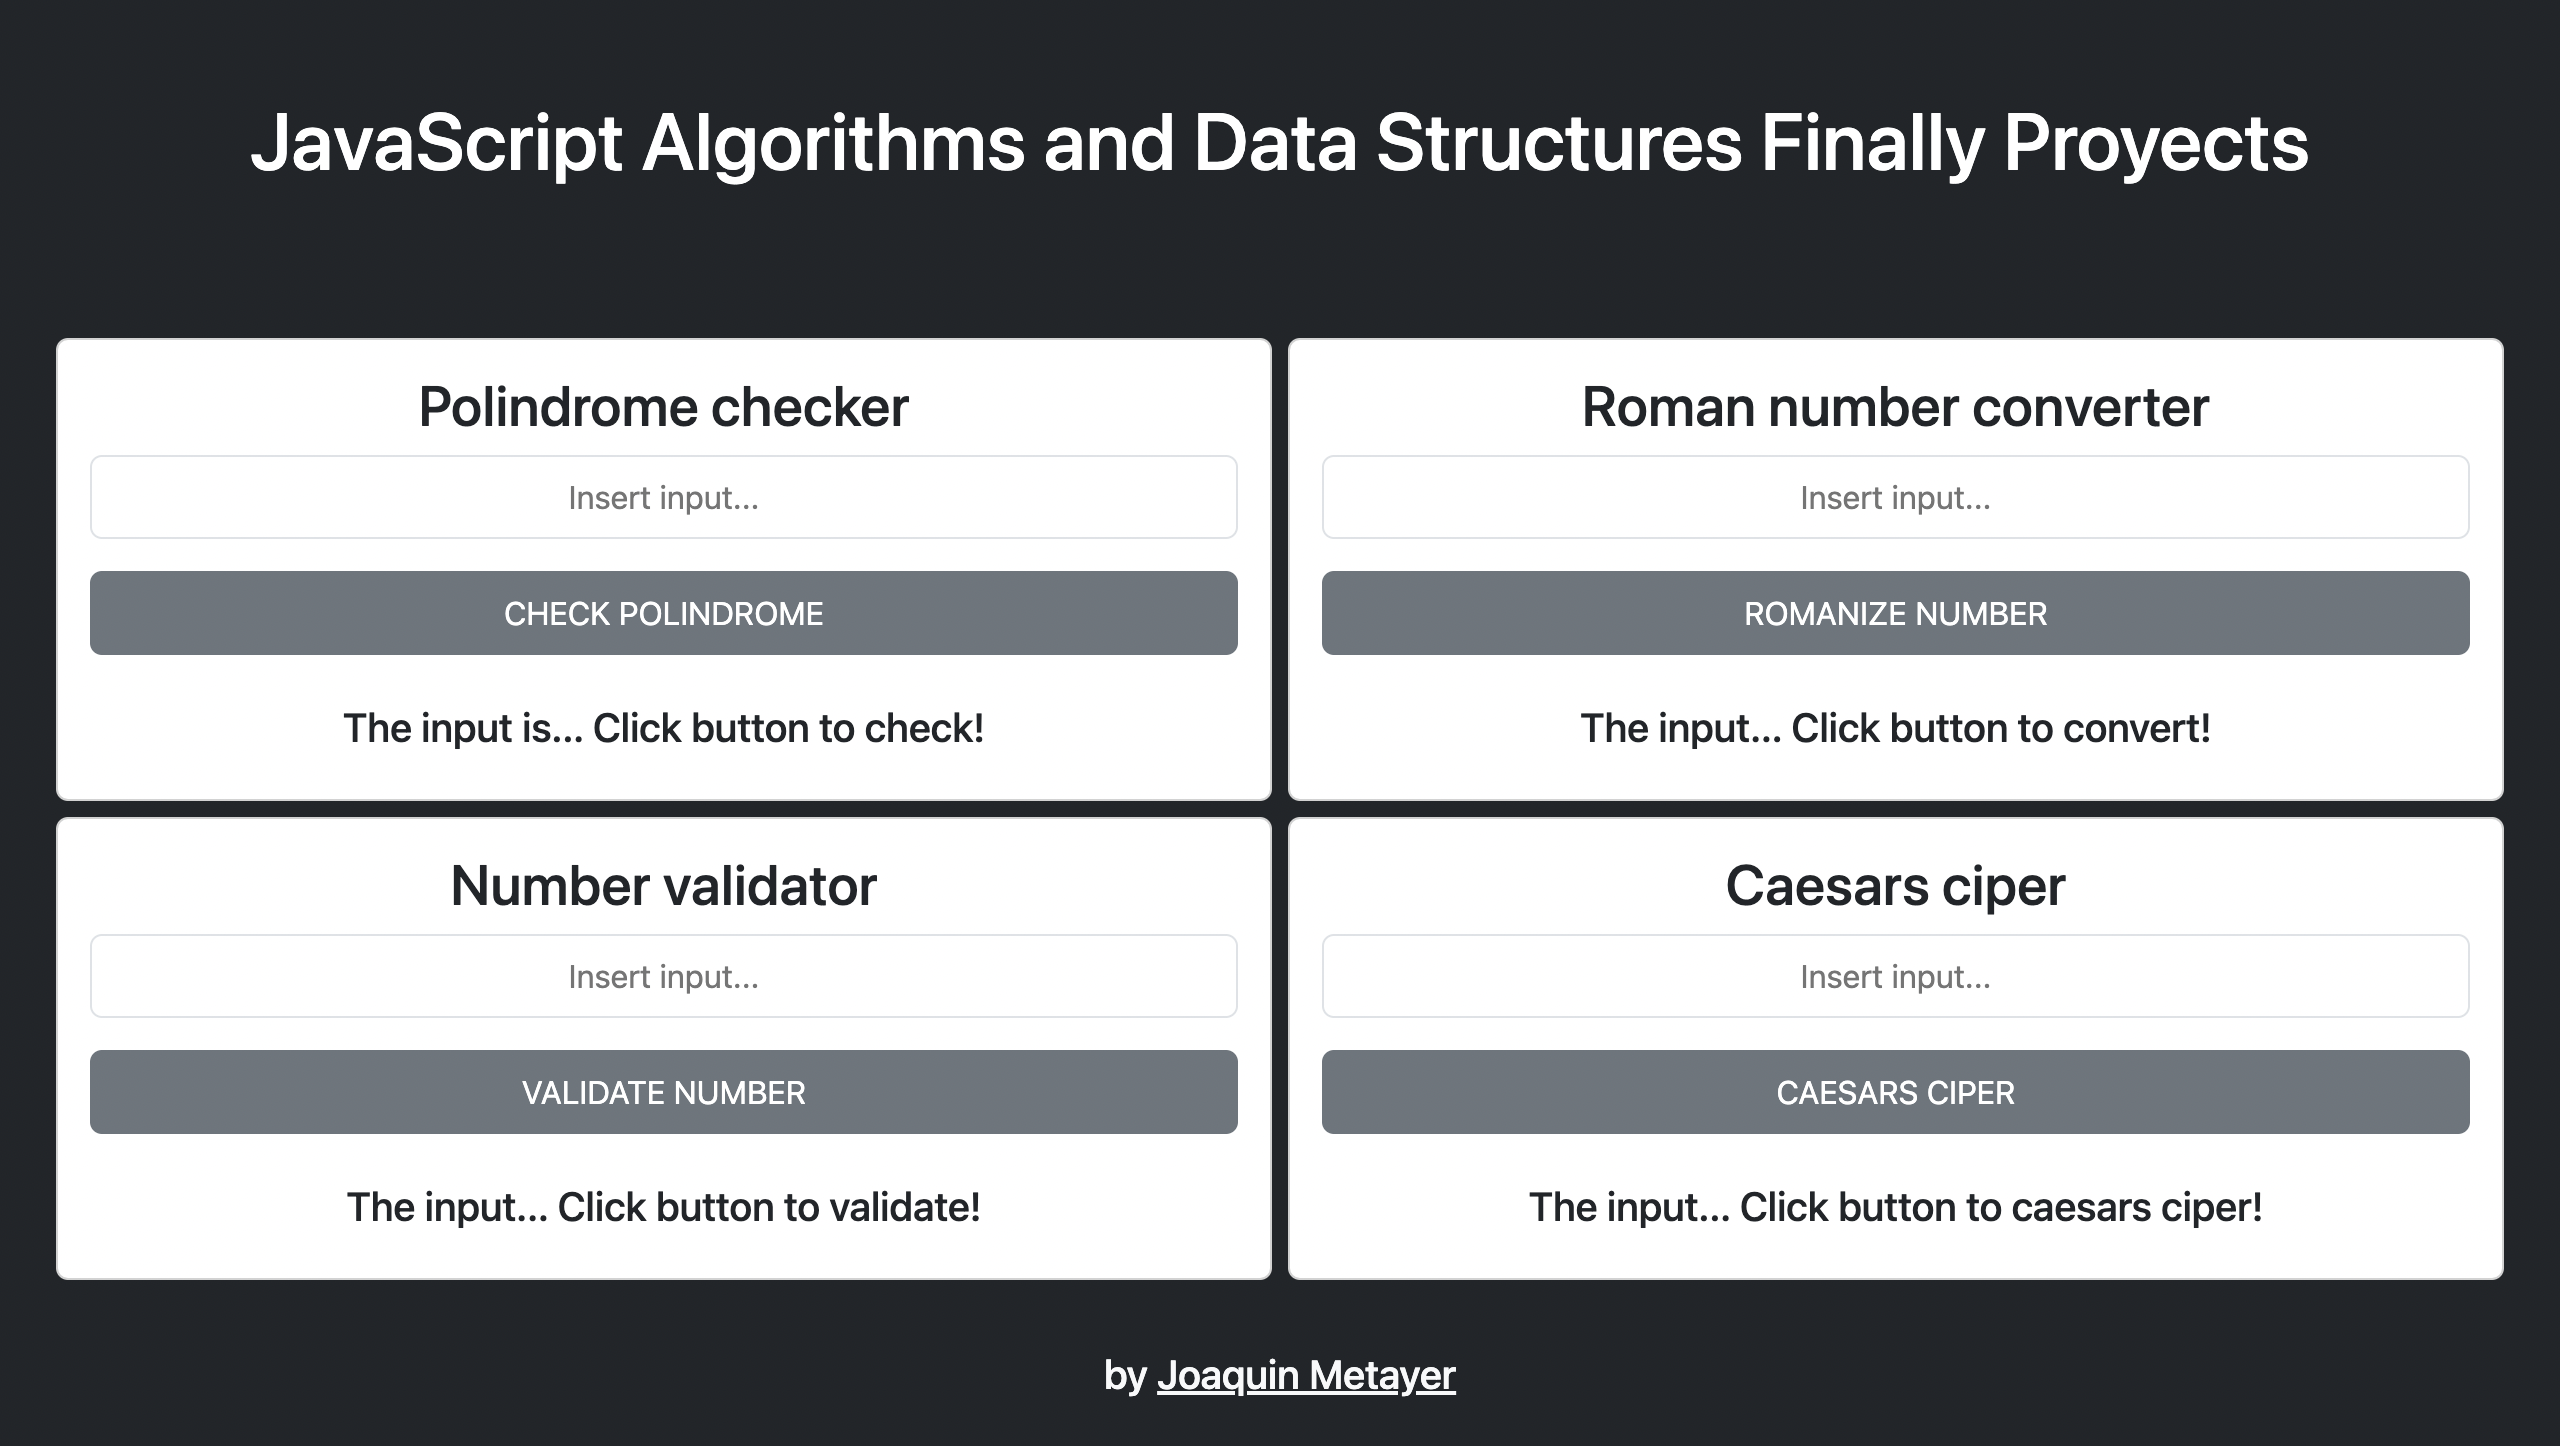 JavaScript Algorithms and Data Structures Finally Proyects
Polindrome checker
Insert input...
CHECK POLINDROME
The input is... Click button to check!
Roman number converter
Insert input...
ROMANIZE NUMBER
The input... Click button to convert!
Number validator
Insert input...
VALIDATE NUMBER
The input... Click button to validate!
Caesars ciper
Insert input...
CAESARS CIPER
The input... Click button to caesars ciper!
by Joaquin Metayer